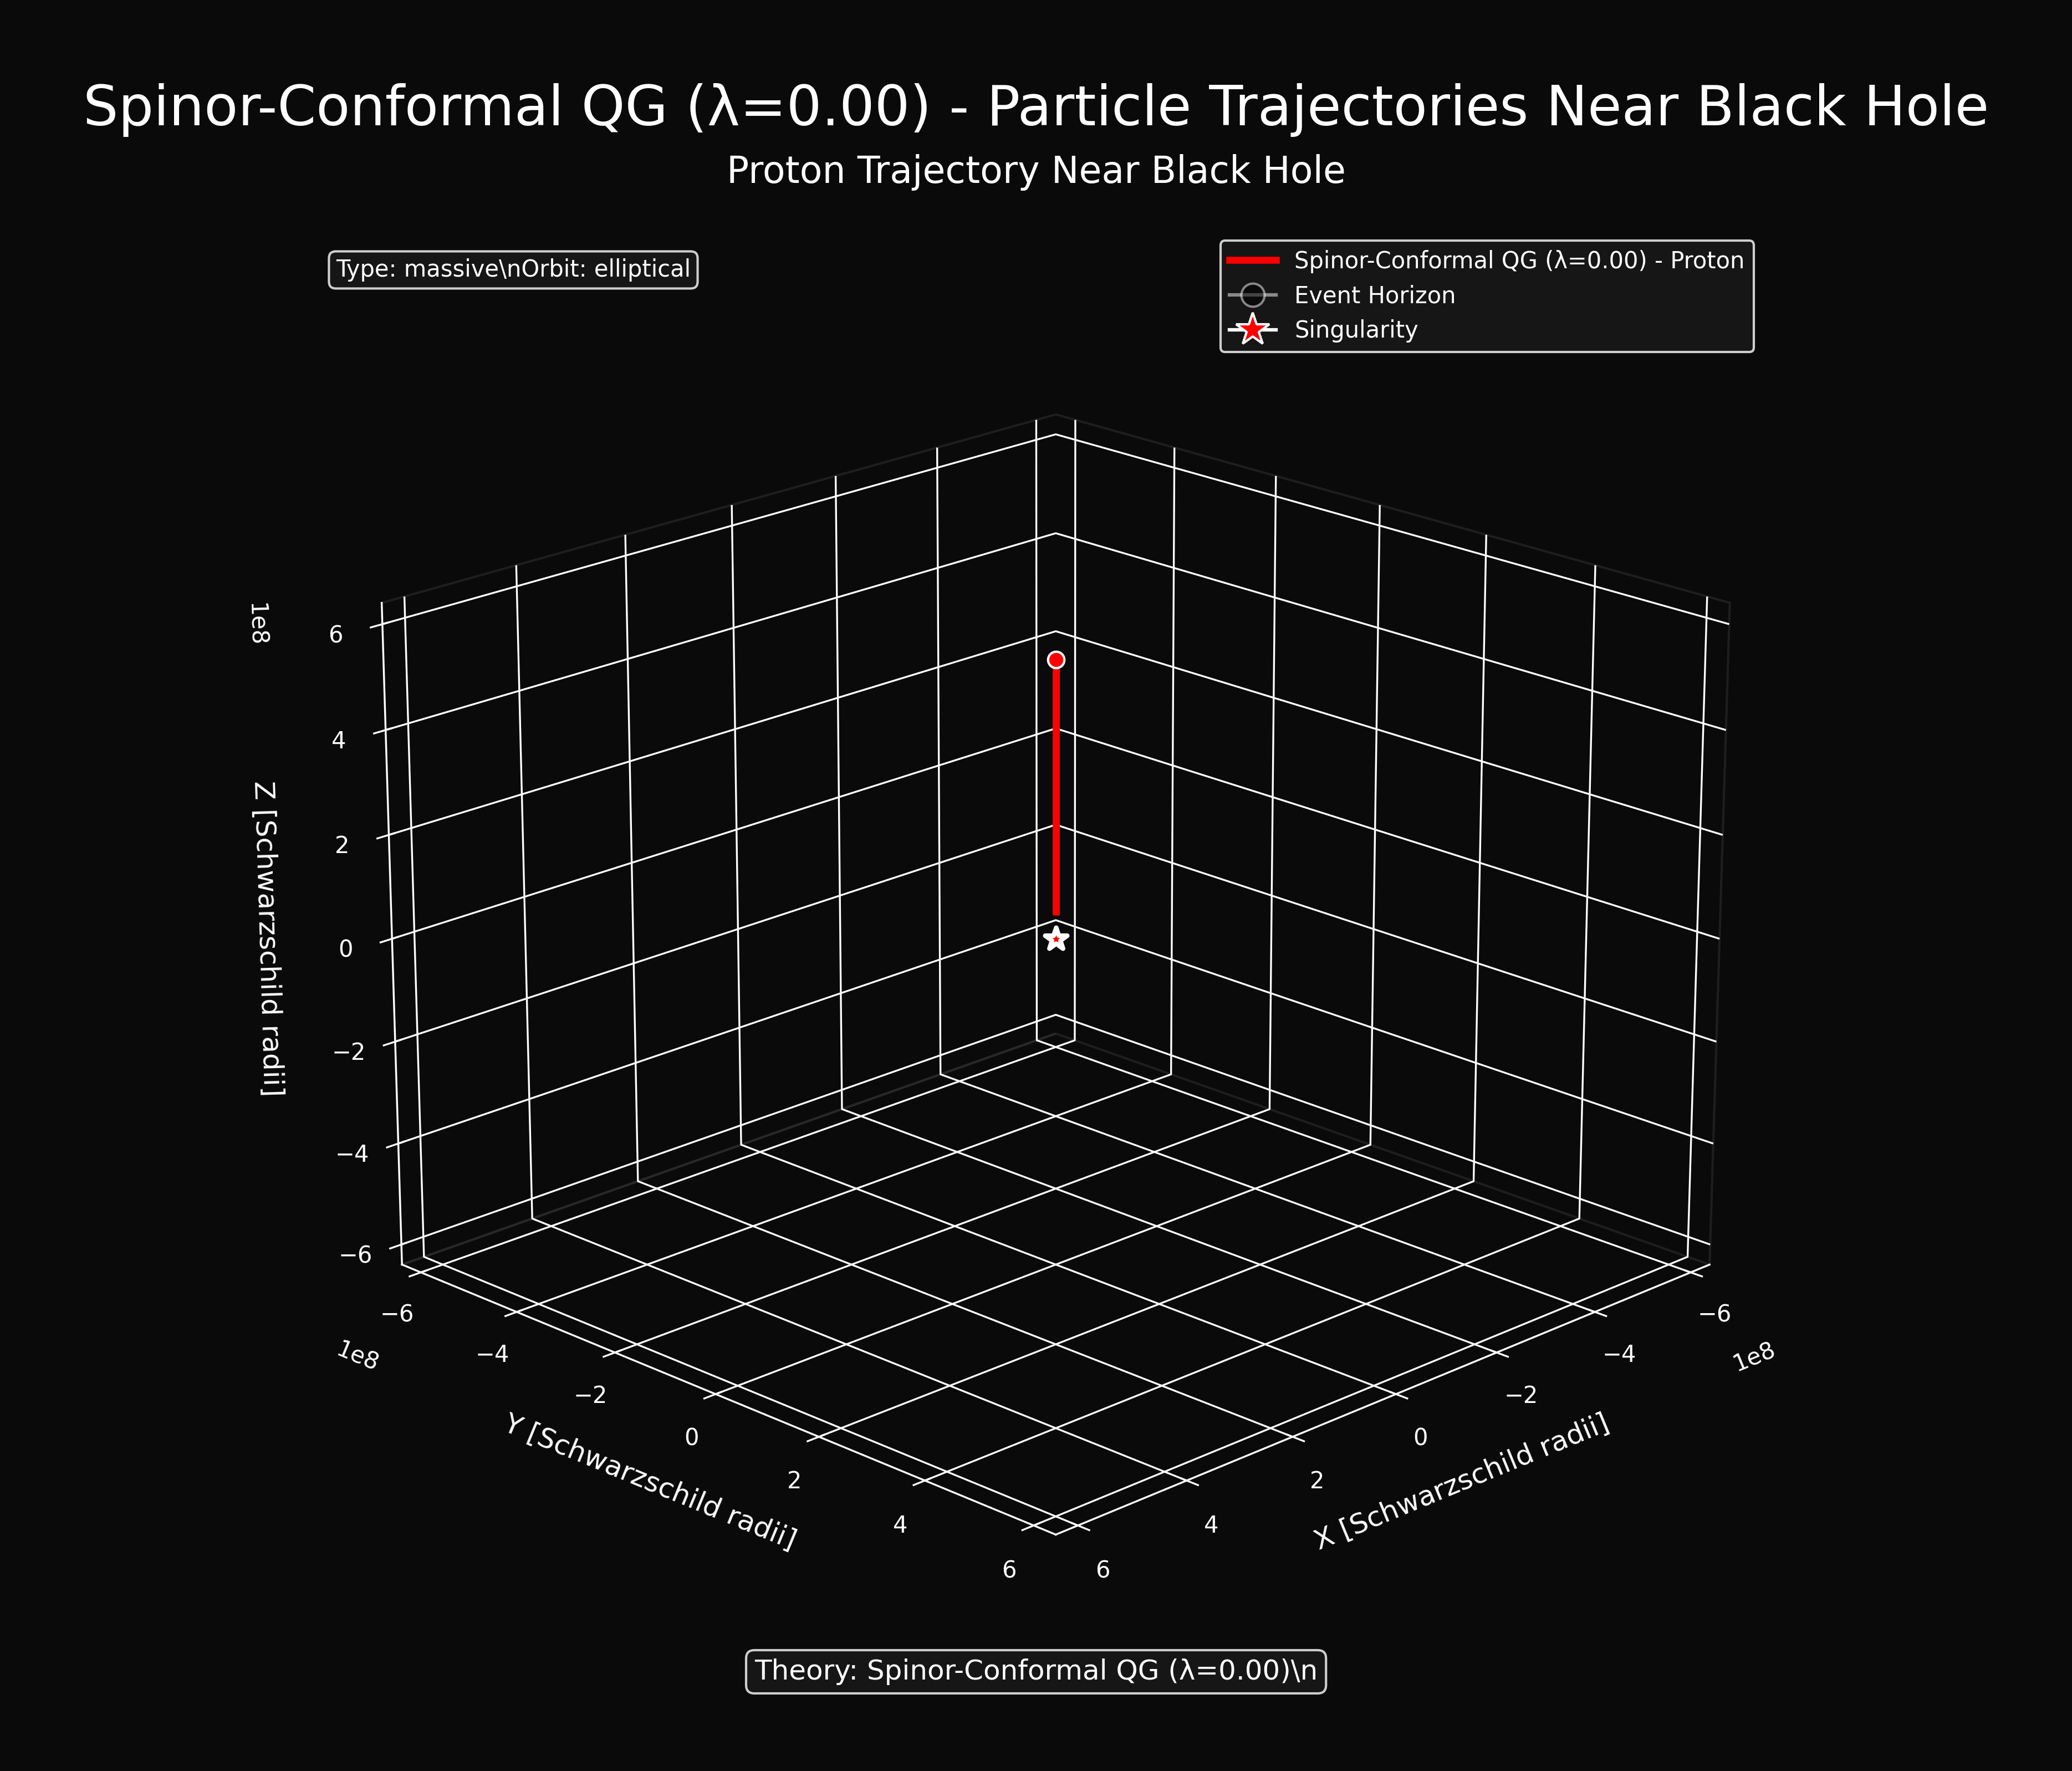 Spinor-Conformal QG (λ=0.00) - Particle Trajectories Near Black Hole
Proton Trajectory Near Black Hole
Type: massive\nOrbit: elliptical
Spinor-Conformal QG (λ=0.00) - Proton
Event Horizon
Singularity
1e8
6
4
2
0
−2
−4
−6
Z [Schwarzschild radii]
−6
−4
−2
0
2
4
6
1e8
Y [Schwarzschild radii]
−6
−4
−2
0
2
4
6
1e8
X [Schwarzschild radii]
Theory: Spinor-Conformal QG (λ=0.00)\n